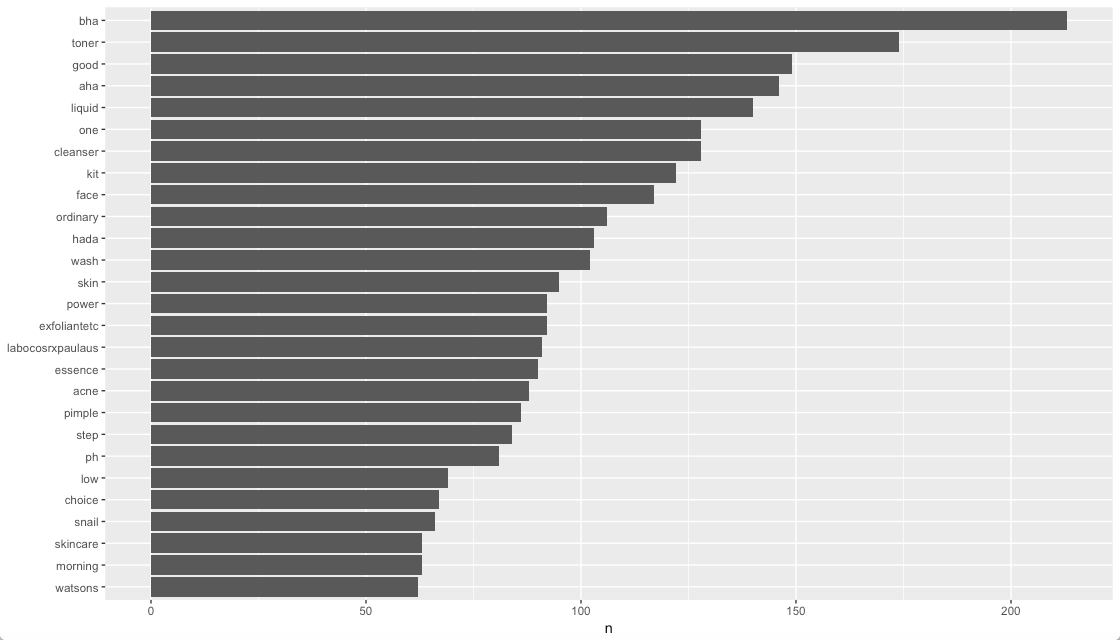 bha
toner
good
aha
liquid
one
cleanser
kit
face
ordinary
hada
wash
skin
power
exfoliantetc
labocosrxpaulaus
essence
acne
pimple
step
ph
low
choice
snail
skincare
morning
watsons
0 50 100 150 200
n